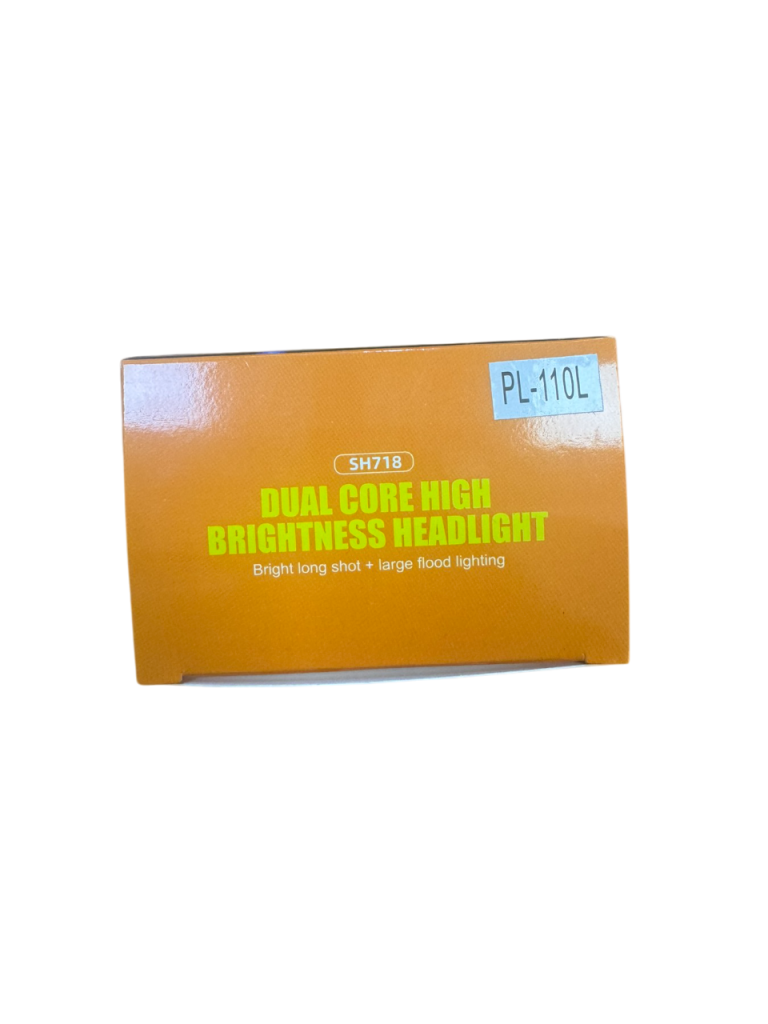 PL-110L
SH718
DUAL CORE HIGH
BRIGHTNESS HEADLIGHT
Bright long shot + large flood lighting